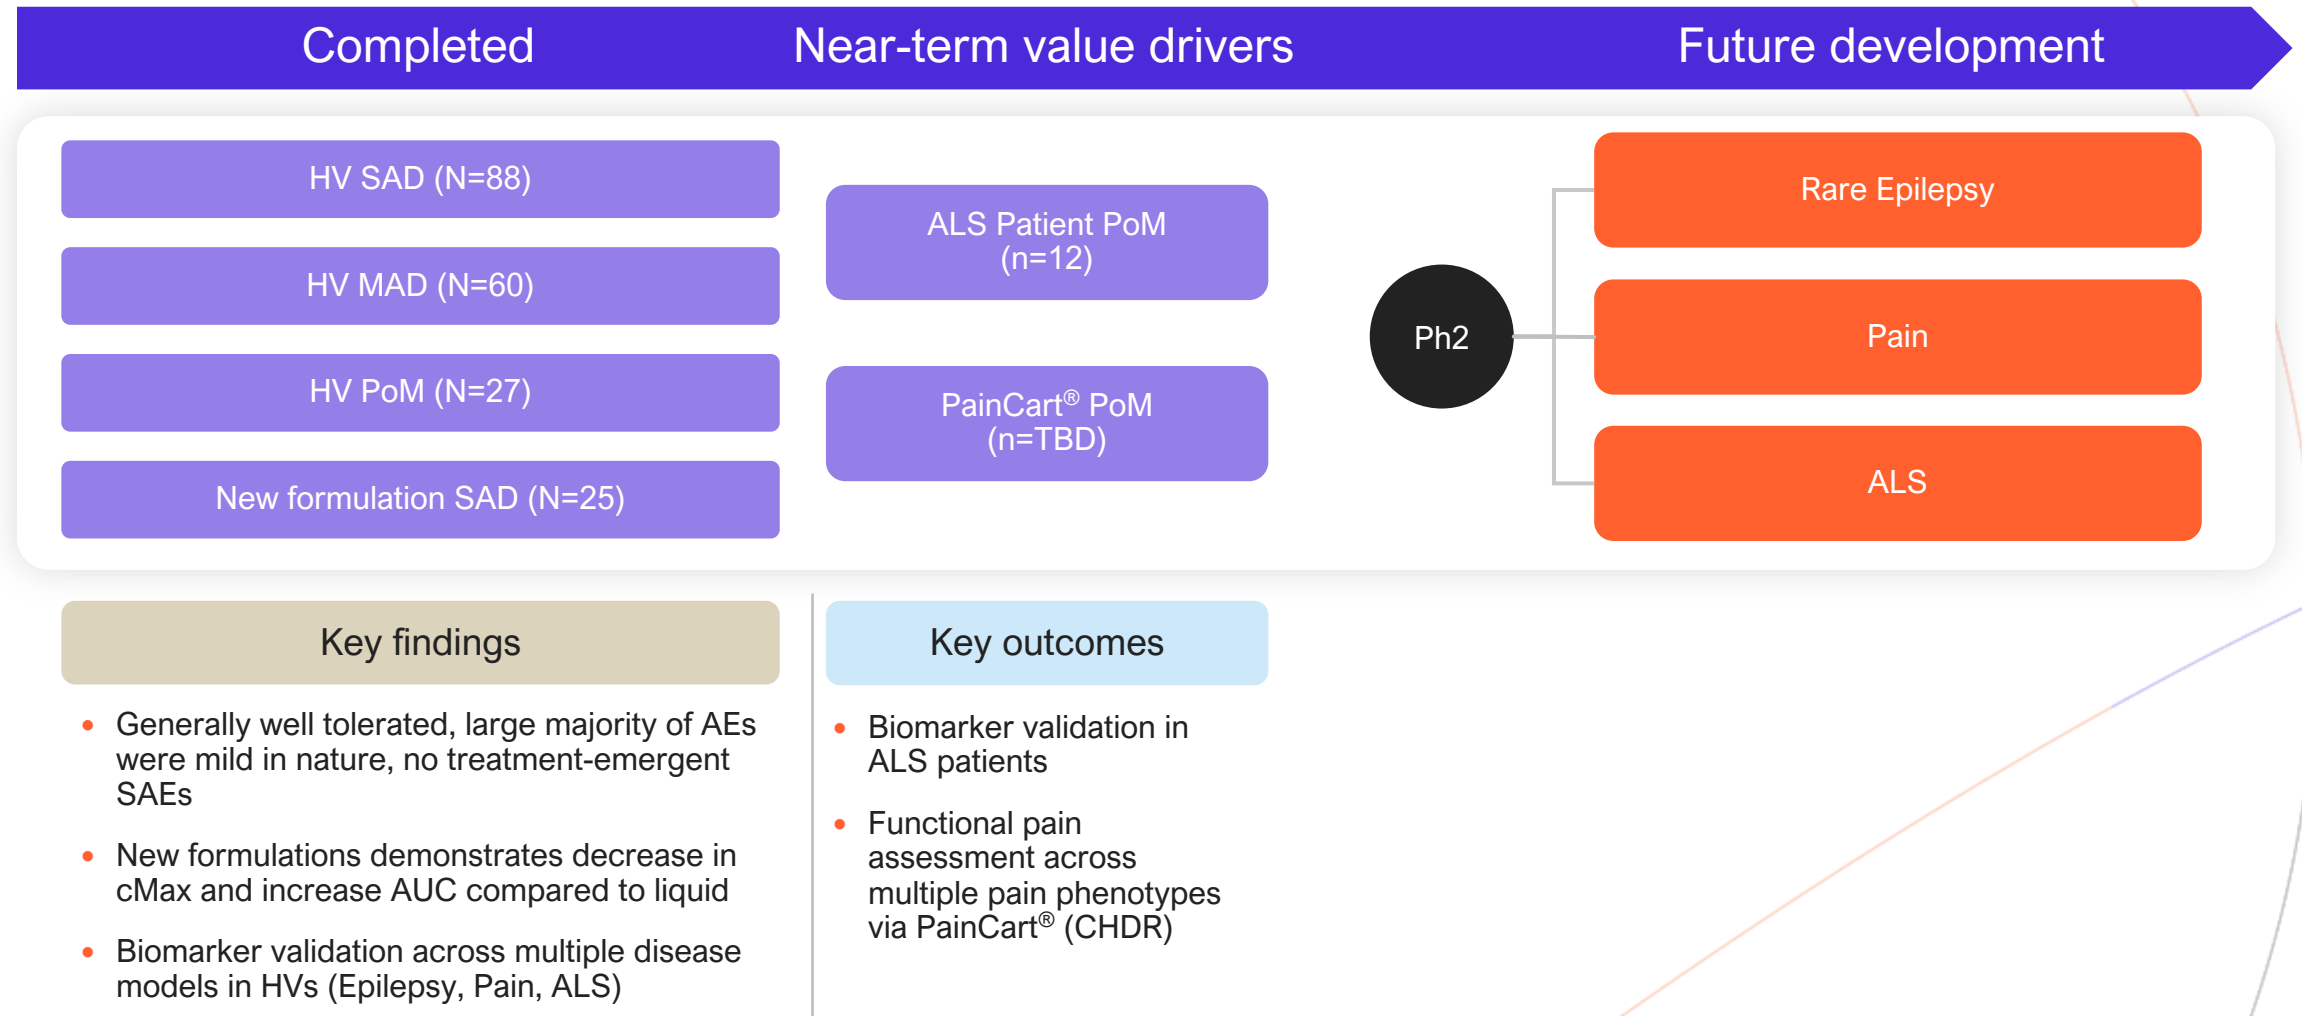 Completed
Near-term value drivers
Future development
HV SAD (N=88)
HV MAD (N=60)
HV PoM (N=27)
New formulation SAD (N=25)
ALS Patient PoM
(n=12)
PainCart® PoM
(n=TBD)
Ph2
Rare Epilepsy
Pain
ALS
Key findings
• Generally well tolerated, large majority of AEs
were mild in nature, no treatment-emergent
SAEs
• New formulations demonstrates decrease in
cMax and increase AUC compared to liquid
• Biomarker validation across multiple disease
models in HVs (Epilepsy, Pain, ALS)
Key outcomes
• Biomarker validation in
ALS patients
• Functional pain
assessment across
multiple pain phenotypes
via PainCart® (CHDR)